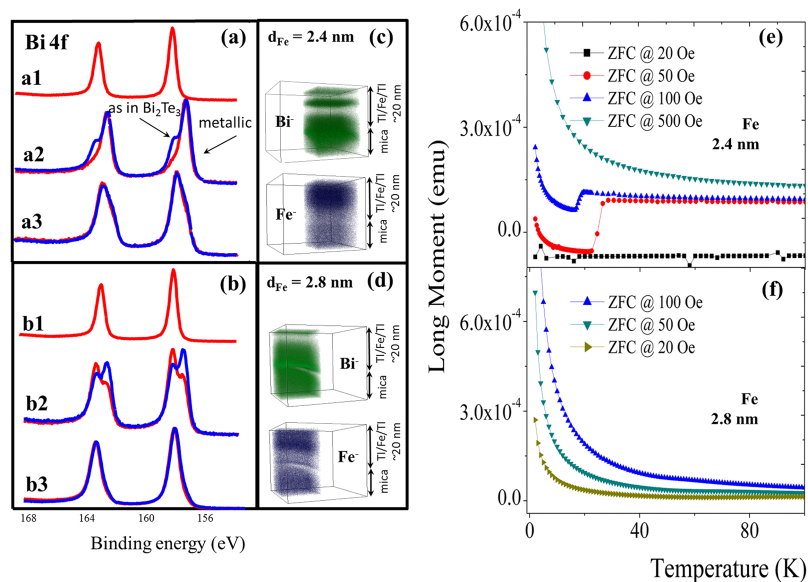 Bi 4f
(a)
a1
as in Bi₂Te₃
metallic
a2
a3
(b)
b1
b2
b3
168
164
160
156
Binding energy (eV)
d_Fe = 2.4 nm
(c)
Bi⁻
TI/Fe/TI
~20 nm
mica
Fe⁻
TI/Fe/TI
~20 nm
mica
d_Fe = 2.8 nm
(d)
Bi⁻
TI/Fe/TI
~20 nm
mica
Fe⁻
TI/Fe/TI
~20 nm
mica
Long Moment (emu)
6.0x10⁻⁴
3.0x10⁻⁴
0.0
ZFC @ 20 Oe
ZFC @ 50 Oe
ZFC @ 100 Oe
ZFC @ 500 Oe
(e)
Fe
2.4 nm
6.0x10⁻⁴
3.0x10⁻⁴
0.0
ZFC @ 100 Oe
ZFC @ 50 Oe
ZFC @ 20 Oe
(f)
Fe
2.8 nm
0
40
80
Temperature (K)